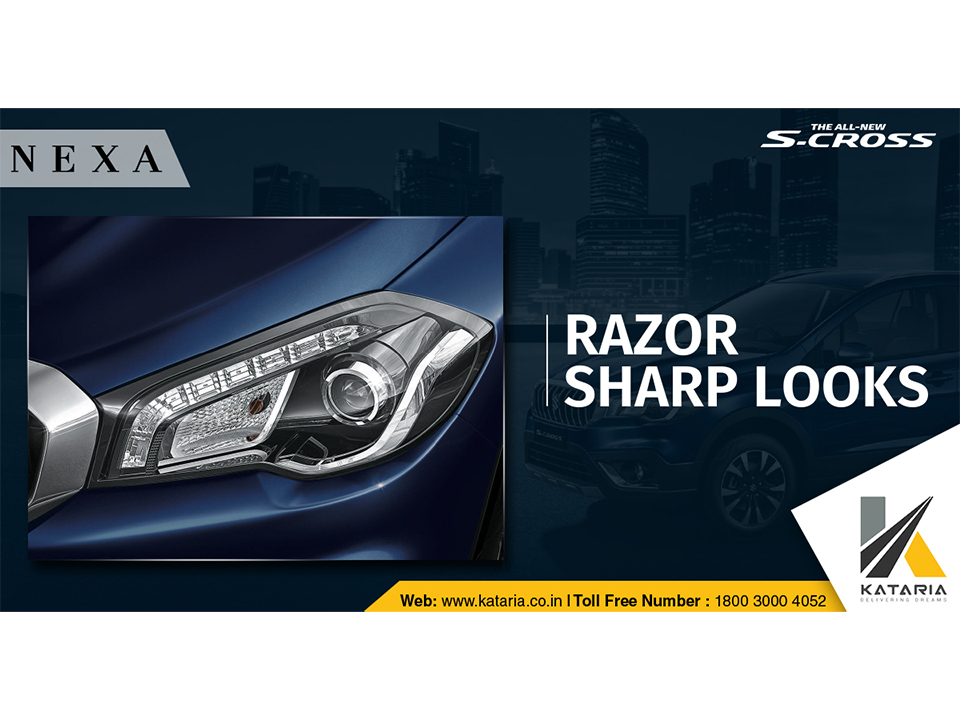 NEXA
THE ALL-NEW
S-CROSS
RAZOR
SHARP LOOKS
S-CROSS
KATARIA
DELIVERING DREAMS
Web: www.kataria.co.in | Toll Free Number : 1800 3000 4052